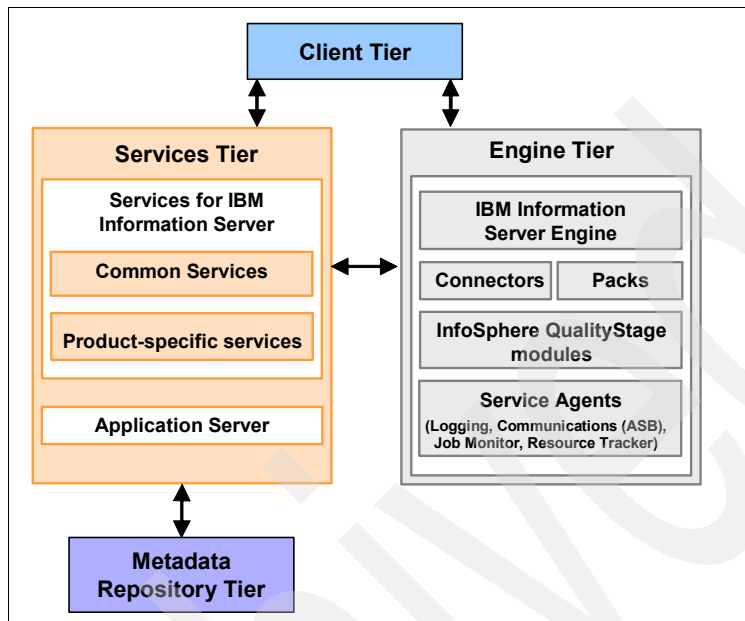 Client Tier
Services Tier
Services for IBM
Information Server
Common Services
Product-specific services
Application Server
Engine Tier
IBM Information
Server Engine
Connectors
Packs
InfoSphere QualityStage
modules
Service Agents
(Logging, Communications (ASB),
Job Monitor, Resource Tracker)
Metadata
Repository Tier